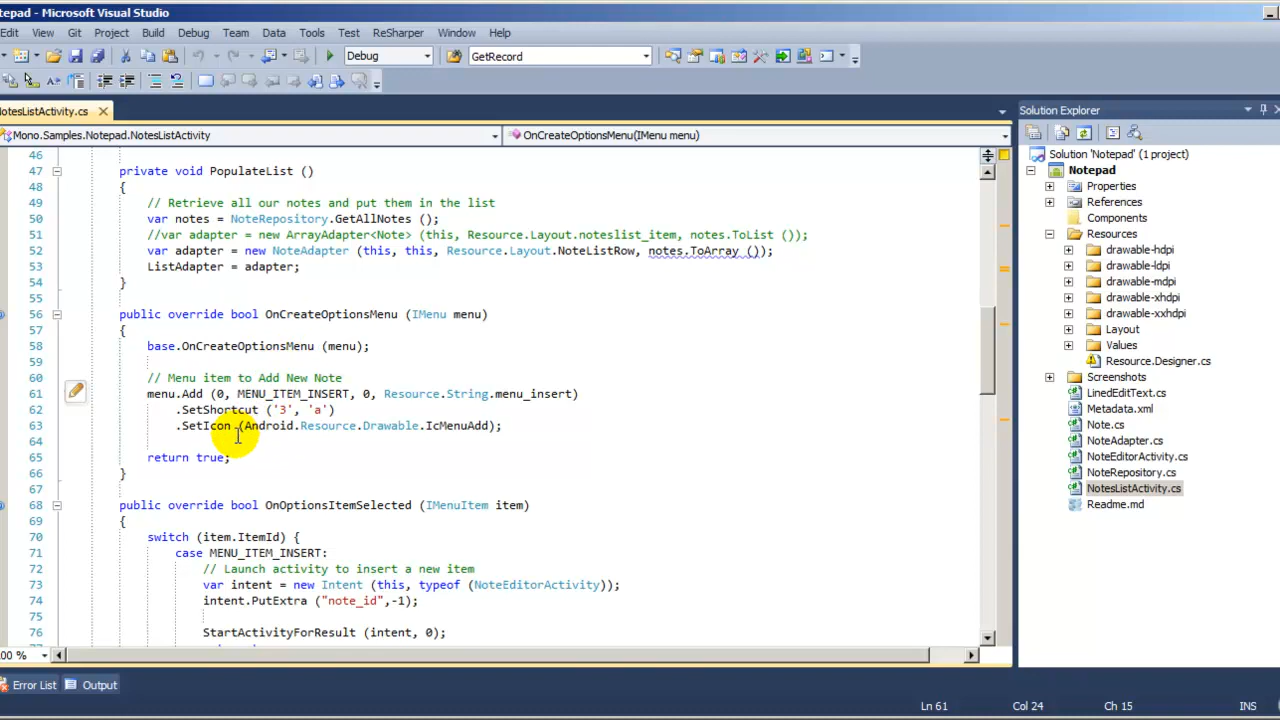 tepad - Microsoft Visual Studio
Edit View Git Project Build Debug Team Data Tools Test ReSharper Window Help
Debug GetRecord
otesListActivity.cs
Mono.Samples.Notepad.NotesListActivity OnCreateOptionsMenu(IMenu menu)
46
47 private void PopulateList ()
48 {
49 // Retrieve all our notes and put them in the list
50 var notes = NoteRepository.GetAllNotes ();
51 //var adapter = new ArrayAdapter<Note> (this, Resource.Layout.noteslist_item, notes.ToList ());
52 var adapter = new NoteAdapter (this, this, Resource.Layout.NoteListRow, notes.ToArray ());
53 ListAdapter = adapter;
54 }
55
56 public override bool OnCreateOptionsMenu (IMenu menu)
57 {
58 base.OnCreateOptionsMenu (menu);
59
60 // Menu item to Add New Note
61 menu.Add (0, MENU_ITEM_INSERT, 0, Resource.String.menu_insert)
62 .SetShortcut ('3', 'a')
63 .SetIcon (Android.Resource.Drawable.IcMenuAdd);
64
65 return true;
66 }
67
68 public override bool OnOptionsItemSelected (IMenuItem item)
69 {
70 switch (item.ItemId) {
71 case MENU_ITEM_INSERT:
72 // Launch activity to insert a new item
73 var intent = new Intent (this, typeof (NoteEditorActivity));
74 intent.PutExtra ("note_id",-1);
75
76 StartActivityForResult (intent, 0);
00 %
Solution Explorer
Solution 'Notepad' (1 project)
Notepad
Properties
References
Components
Resources
drawable-hdpi
drawable-ldpi
drawable-mdpi
drawable-xhdpi
drawable-xxhdpi
Layout
Values
Resource.Designer.cs
Screenshots
LinedEditText.cs
Metadata.xml
Note.cs
NoteAdapter.cs
NoteEditorActivity.cs
NoteRepository.cs
NotesListActivity.cs
Readme.md
Error List Output
Ln 61 Col 24 Ch 15 INS